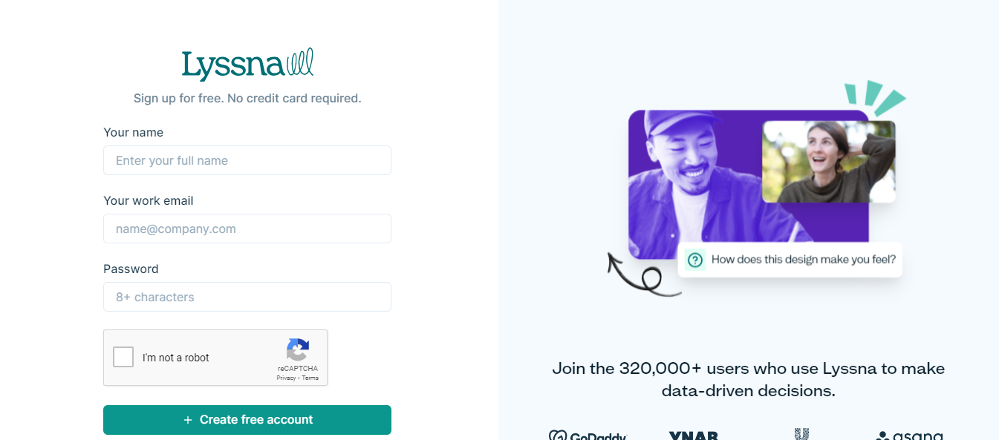 Lyssna
Sign up for free. No credit card required.
Your name
Enter your full name
Your work email
name@company.com
Password
8+ characters
I'm not a robot
reCAPTCHA
Privacy - Terms
+ Create free account
How does this design make you feel?
Join the 320,000+ users who use Lyssna to make
data-driven decisions.
GoDaddy YNAB asana